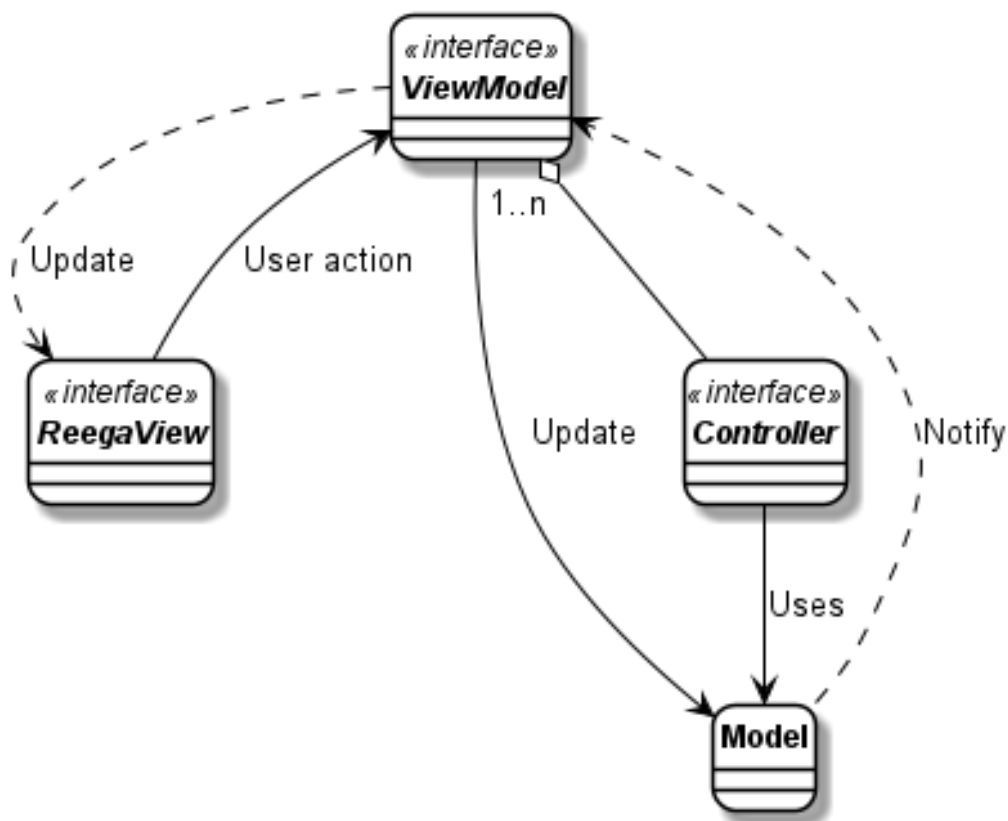 «interface»
ViewModel
1..n
Update
User action
«interface»
ReegaView
«interface»
Controller
Update
Notify
Uses
Model